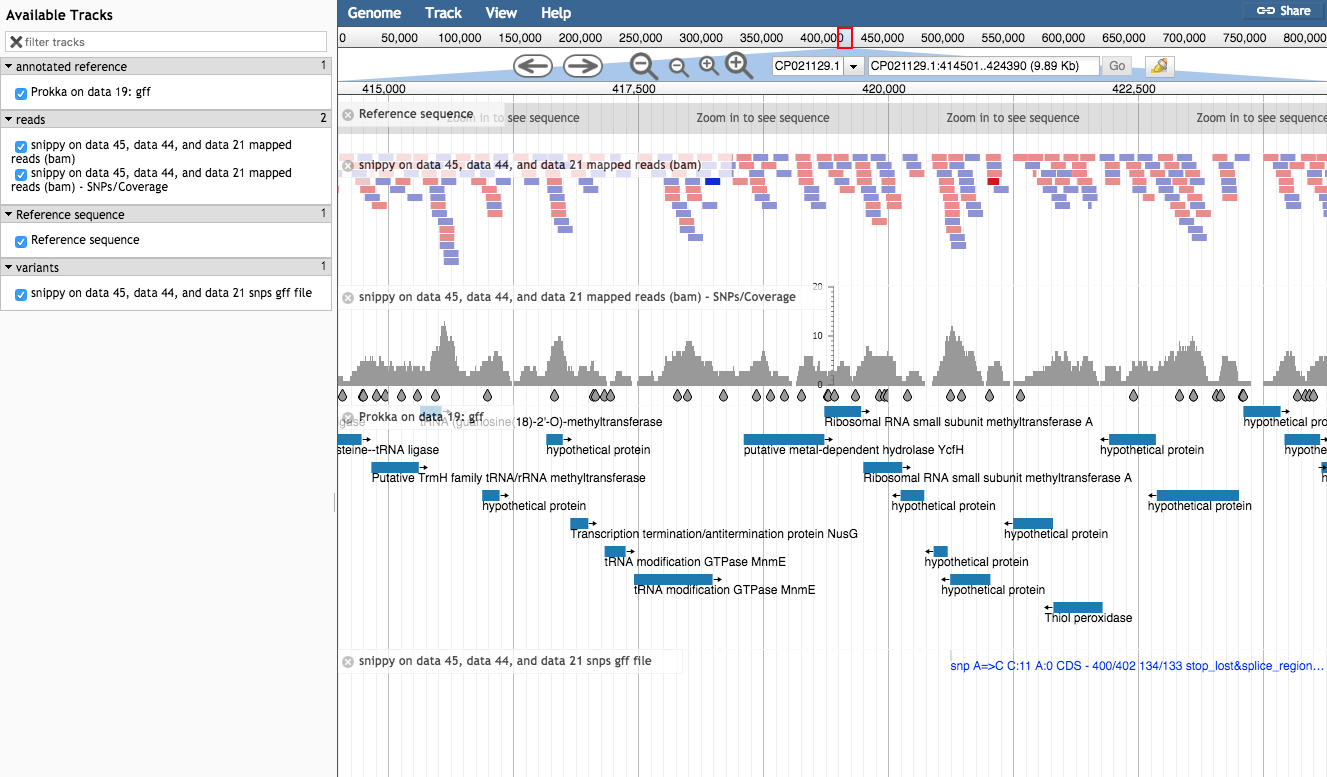 Available Tracks
filter tracks
annotated reference 1
Prokka on data 19: gff
reads 2
snippy on data 45, data 44, and data 21 mapped
reads (bam)
snippy on data 45, data 44, and data 21 mapped
reads (bam) - SNPs/Coverage
Reference sequence 1
Reference sequence
variants 1
snippy on data 45, data 44, and data 21 snps gff file
Genome Track View Help Share
0 50,000 100,000 150,000 200,000 250,000 300,000 350,000 400,000 450,000 500,000 550,000 600,000 650,000 700,000 750,000 800,000
CP021129.1 CP021129.1:414501..424390 (9.89 Kb) Go
415,000 417,500 420,000 422,500
Reference sequence Zoom in to see sequence Zoom in to see sequence Zoom in to see sequence Zoom in to see sequence
snippy on data 45, data 44, and data 21 mapped reads (bam)
snippy on data 45, data 44, and data 21 mapped reads (bam) - SNPs/Coverage
20
10
0
Prokka on data 19: gff
gase tRNA (guanosine(18)-2'-O)-methyltransferase Ribosomal RNA small subunit methyltransferase A hypothetical pro
steine--tRNA ligase hypothetical protein putative metal-dependent hydrolase YcfH hypothetical protein hypothe
Putative TrmH family tRNA/rRNA methyltransferase Ribosomal RNA small subunit methyltransferase A h
hypothetical protein hypothetical protein hypothetical protein
Transcription termination/antitermination protein NusG hypothetical protein
tRNA modification GTPase MnmE hypothetical protein
tRNA modification GTPase MnmE hypothetical protein
Thiol peroxidase
snippy on data 45, data 44, and data 21 snps gff file
snp A=>C C:11 A:0 CDS - 400/402 134/133 stop_lost&splice_region...